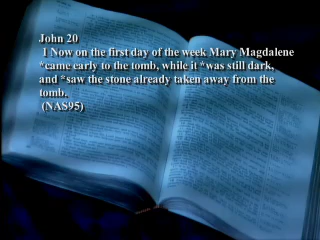 John 20
1 Now on the first day of the week Mary Magdalene
*came early to the tomb, while it *was still dark,
and *saw the stone already taken away from the
tomb.
(NAS95)